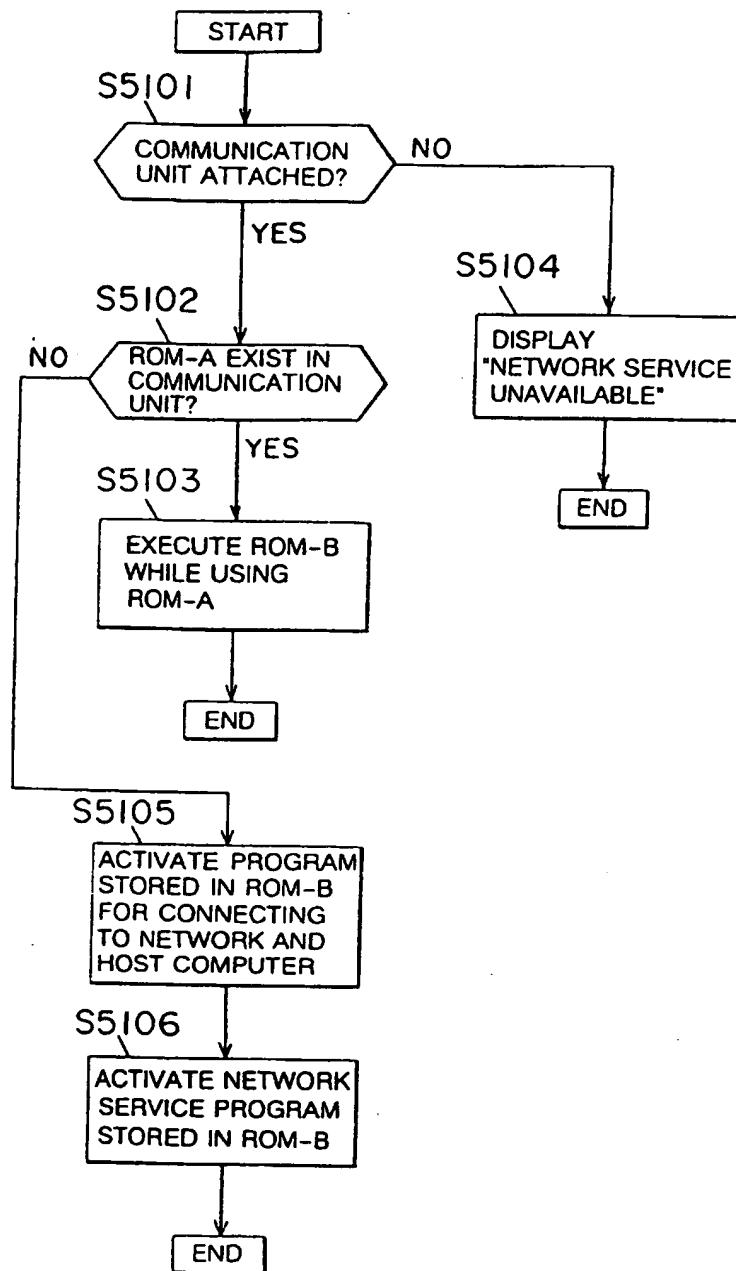 START
S5101
COMMUNICATION
UNIT ATTACHED?
NO
YES
S5104
DISPLAY
"NETWORK SERVICE
UNAVAILABLE"
END
S5102
NO
ROM-A EXIST IN
COMMUNICATION
UNIT?
YES
S5103
EXECUTE ROM-B
WHILE USING
ROM-A
END
S5105
ACTIVATE PROGRAM
STORED IN ROM-B
FOR CONNECTING
TO NETWORK AND
HOST COMPUTER
S5106
ACTIVATE NETWORK
SERVICE PROGRAM
STORED IN ROM-B
END